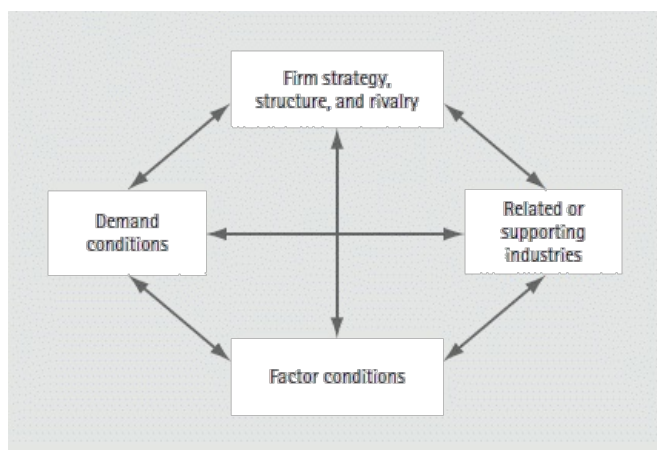 Firm strategy,
structure, and rivalry
Demand
conditions
Related or
supporting
industries
Factor conditions